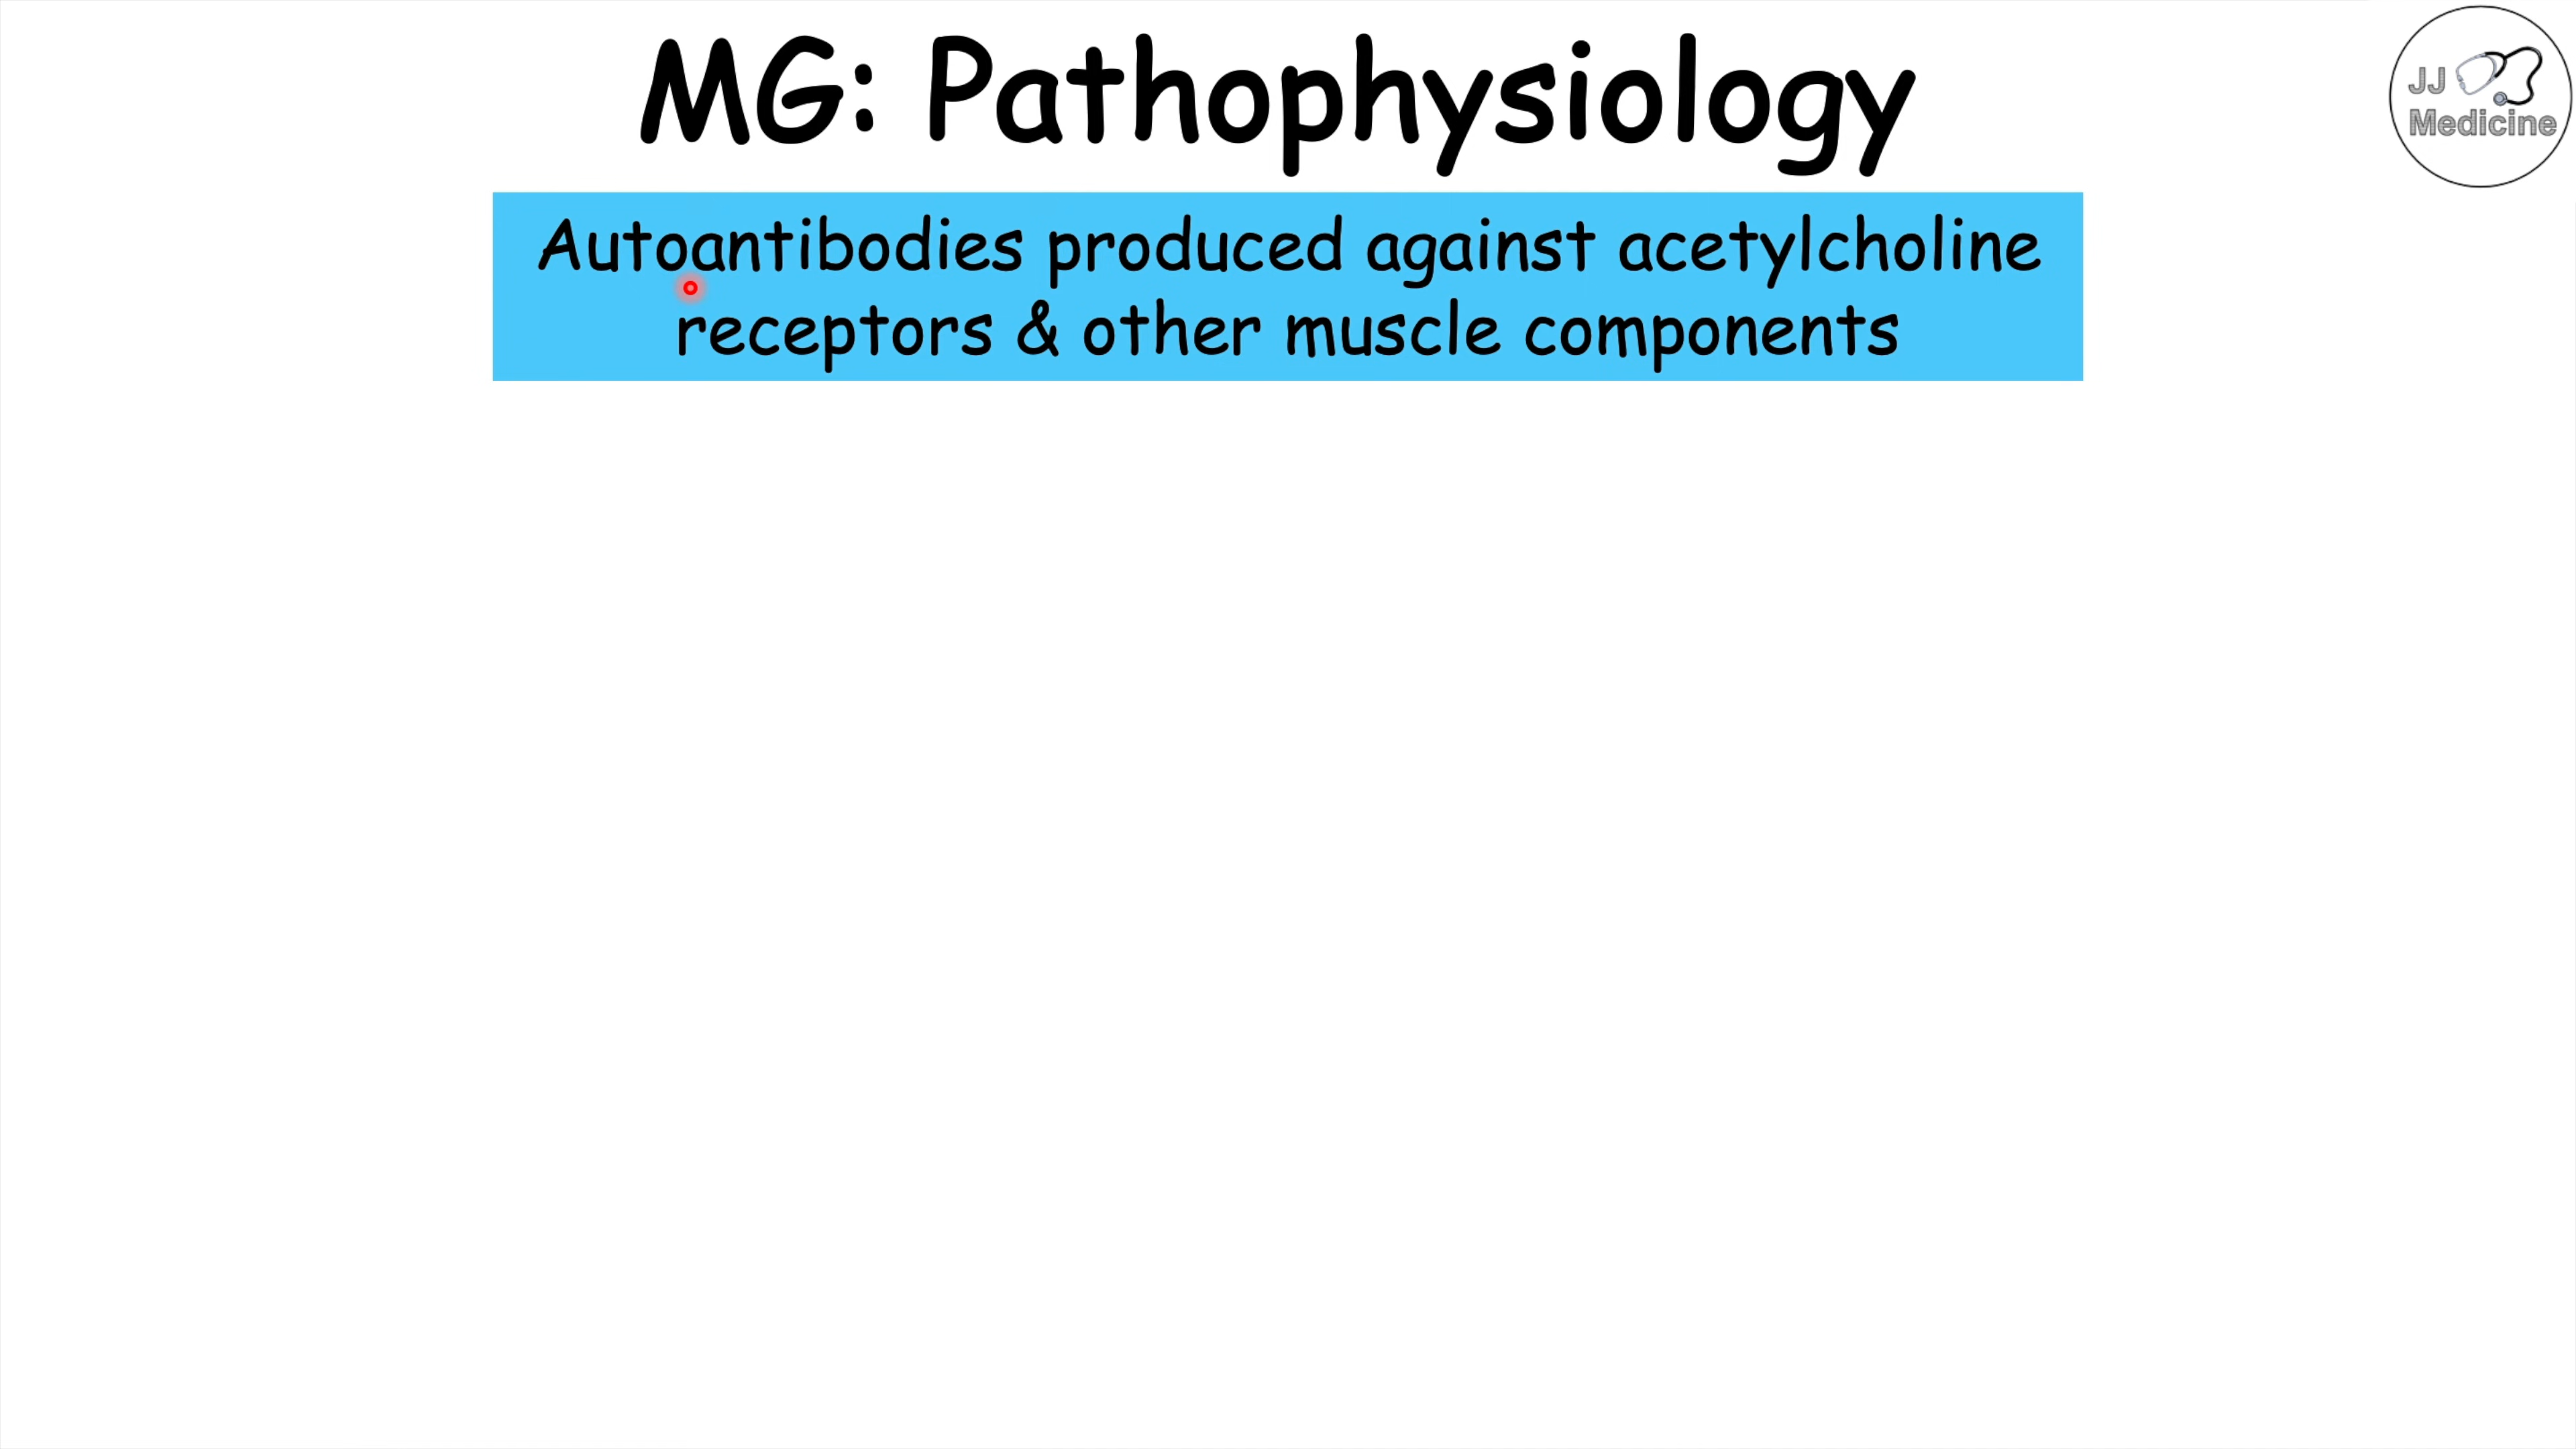 MG: Pathophysiology
JJ
Medicine
Autoantibodies produced against acetylcholine
receptors & other muscle components